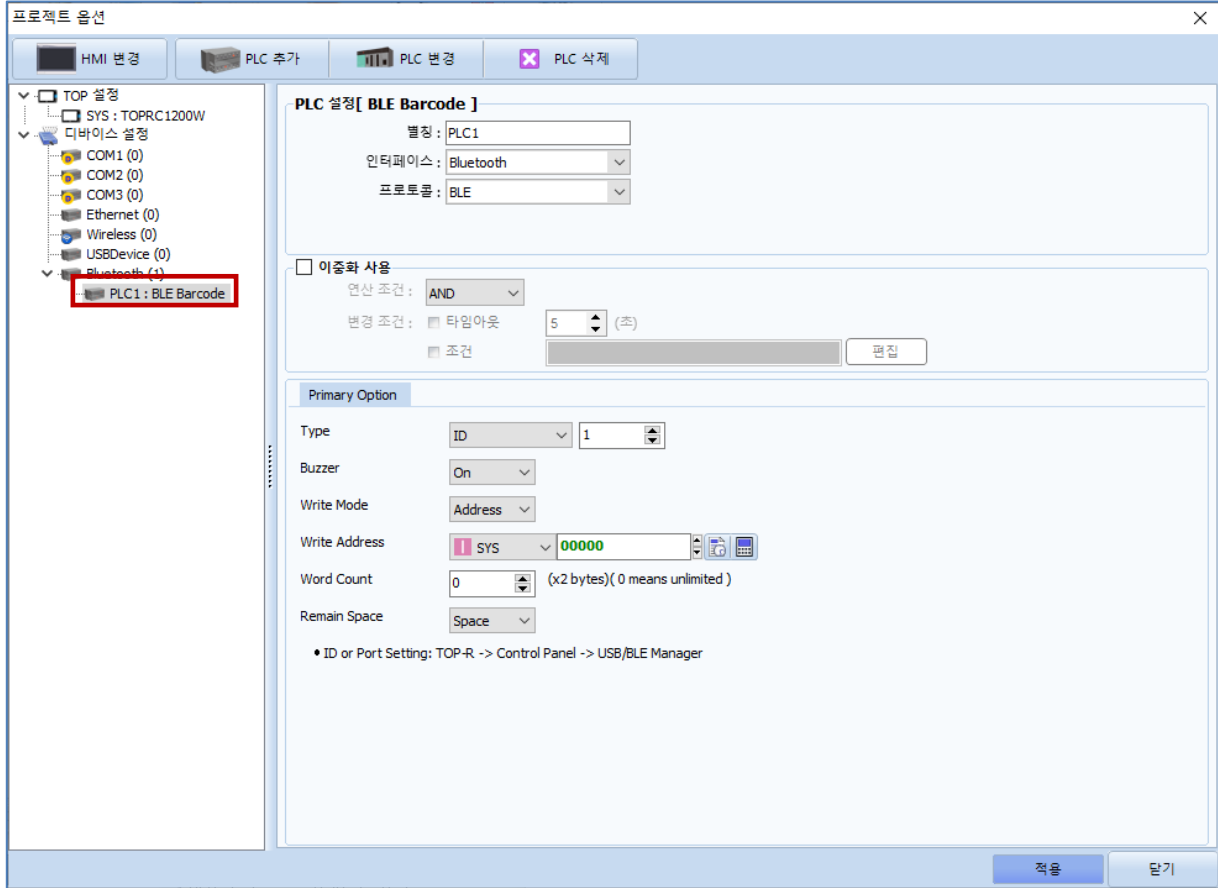 프로젝트 옵션
HMI 변경
PLC 추가
PLC 변경
PLC 삭제
TOP 설정
SYS : TOPRC1200W
디바이스 설정
COM1 (0)
COM2 (0)
COM3 (0)
Ethernet (0)
Wireless (0)
USBDevice (0)
Bluetooth (1)
PLC1 : BLE Barcode
PLC 설정[ BLE Barcode ]
별칭 : PLC1
인터페이스 : Bluetooth
프로토콜 : BLE
이중화 사용
연산 조건 : AND
변경 조건 : 타임아웃 5 (초)
조건 편집
Primary Option
Type ID 1
Buzzer On
Write Mode Address
Write Address I SYS 00000
Word Count 0 (x2 bytes)( 0 means unlimited )
Remain Space Space
• ID or Port Setting: TOP-R -> Control Panel -> USB/BLE Manager
적용
닫기